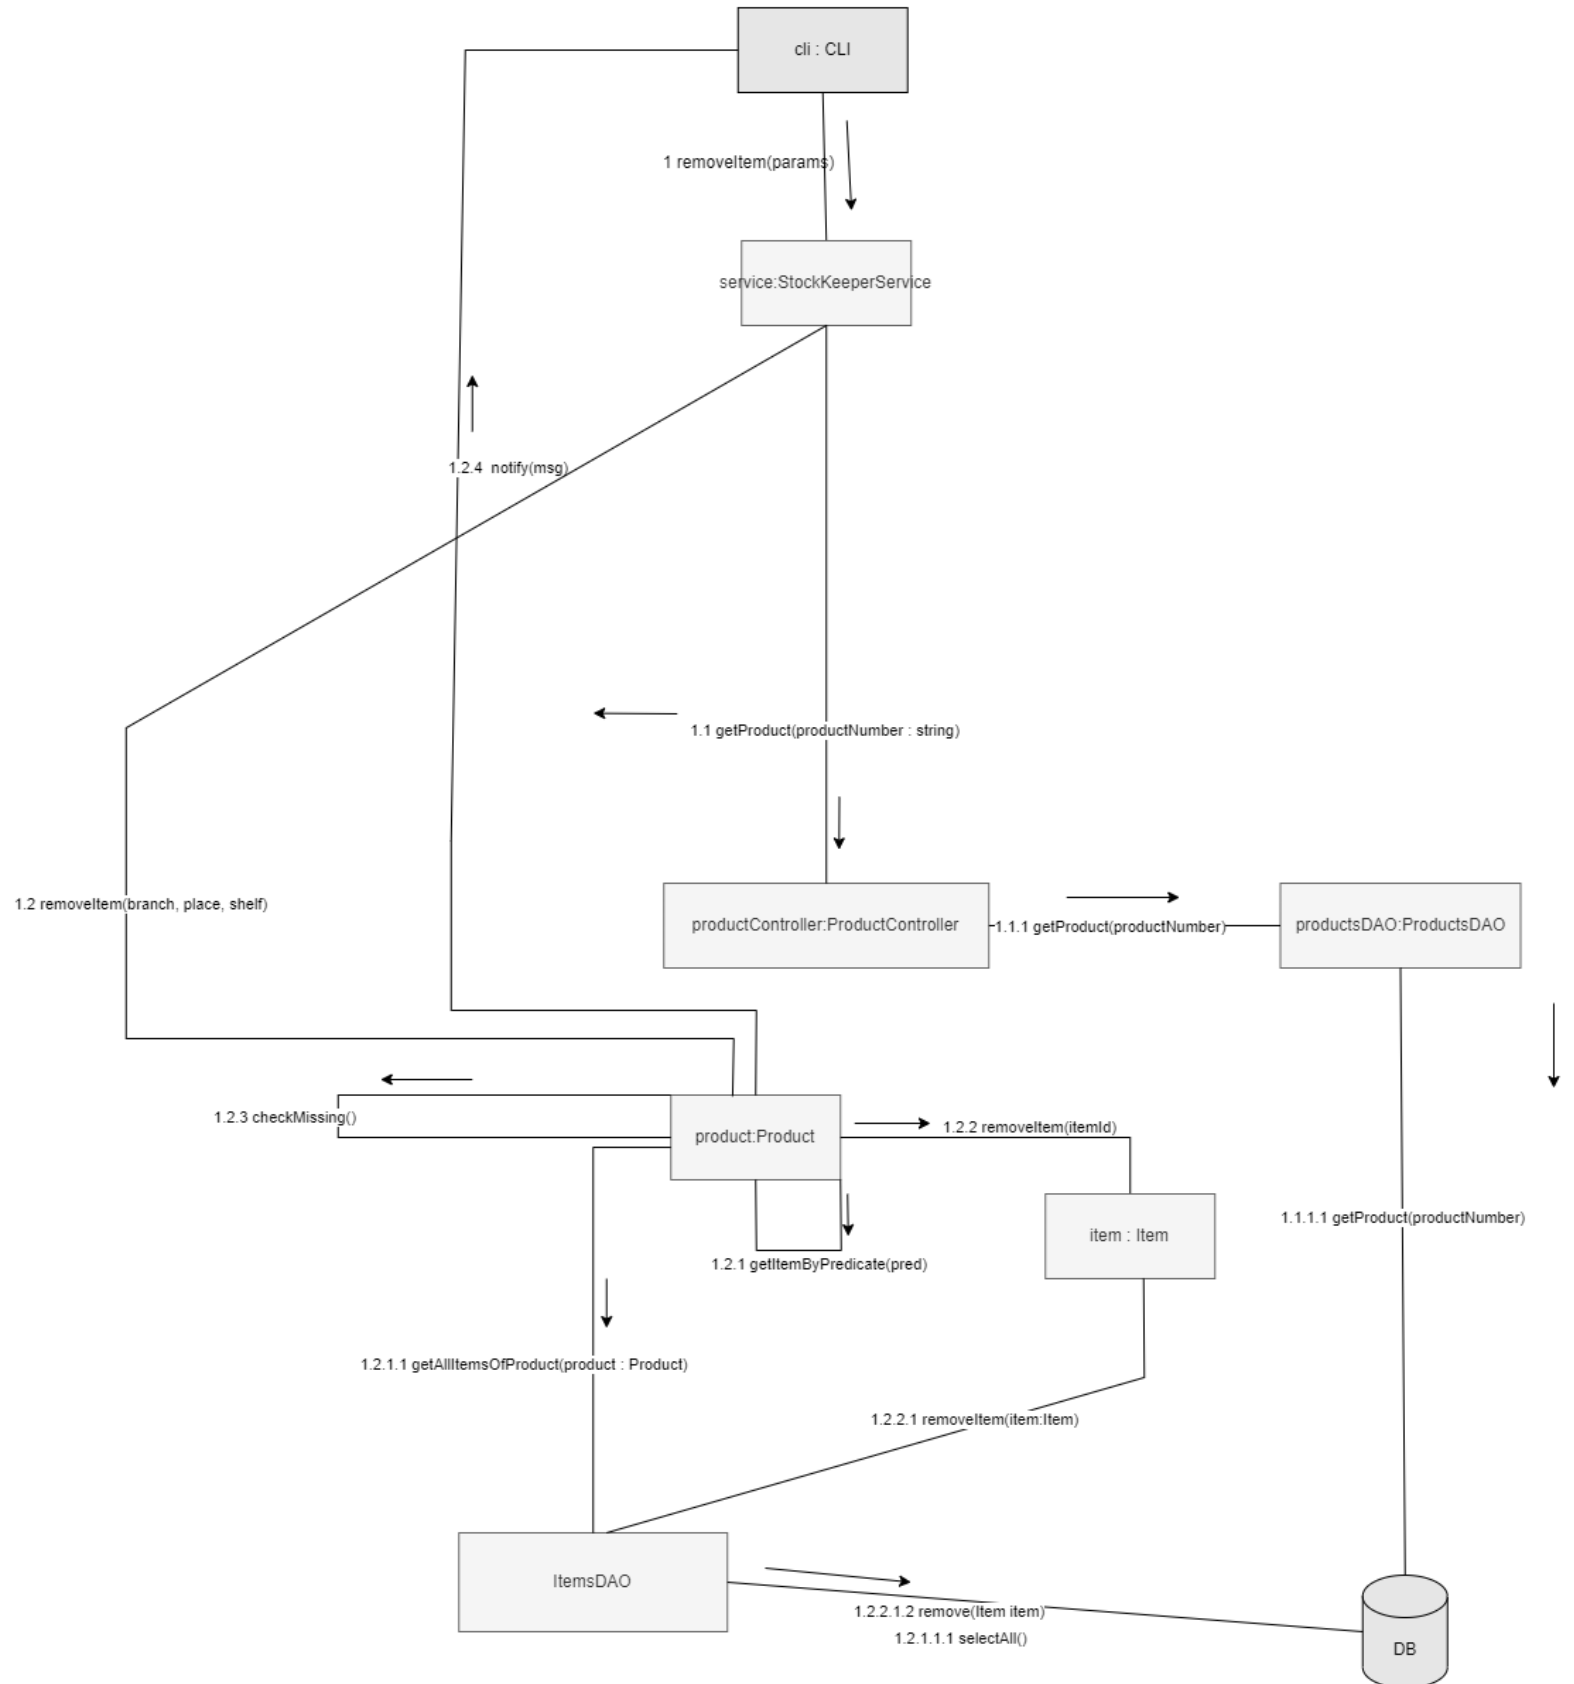 cli : CLI
1 removeItem(params)
service:StockKeeperService
1.2.4 notify(msg)
1.1 getProduct(productNumber : string)
1.2 removeItem(branch, place, shelf)
productController:ProductController
1.1.1 getProduct(productNumber)
productsDAO:ProductsDAO
1.2.3 checkMissing()
product:Product
1.2.2 removeItem(itemId)
1.1.1.1 getProduct(productNumber)
item : Item
1.2.1 getItemByPredicate(pred)
1.2.1.1 getAllItemsOfProduct(product : Product)
1.2.2.1 removeItem(item:Item)
ItemsDAO
1.2.2.1.2 remove(Item item)
1.2.1.1.1 selectAll()
DB